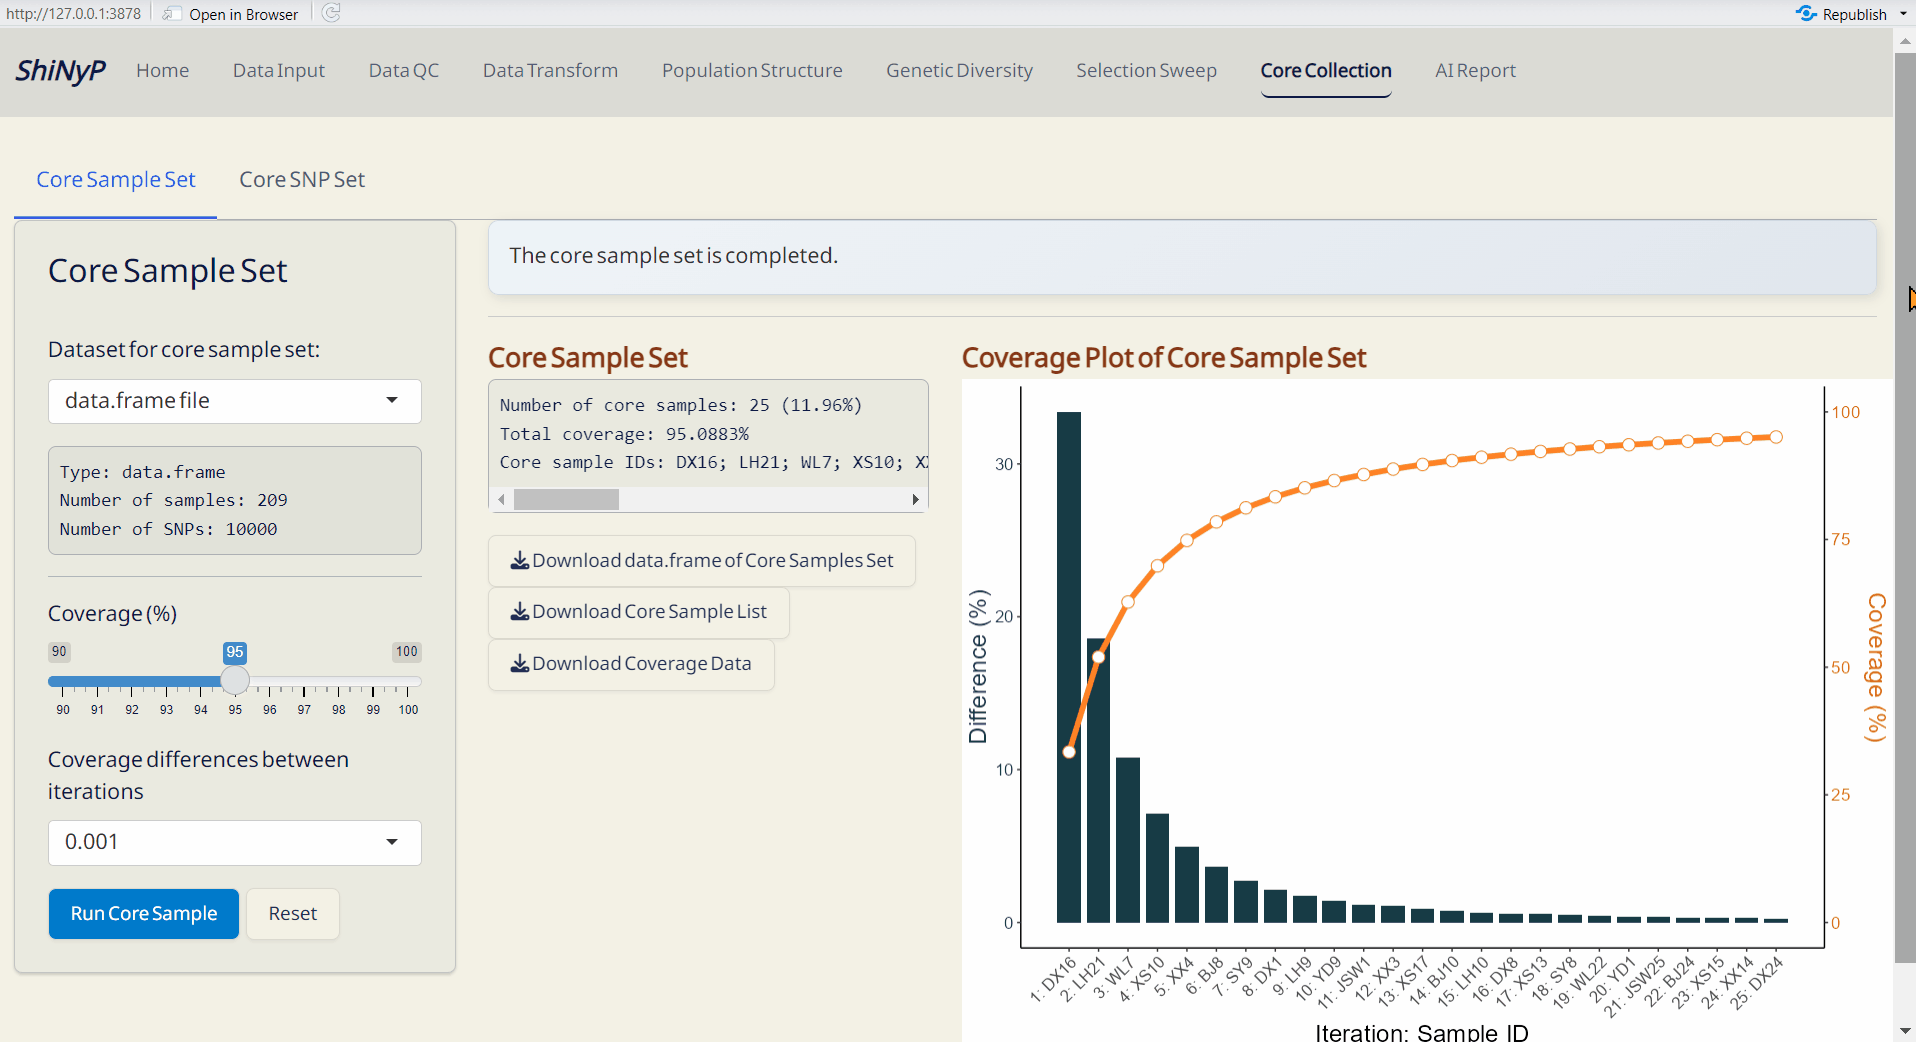 http://127.0.0.1:3878 Open in Browser Republish
ShiNyP Home Data Input Data QC Data Transform Population Structure Genetic Diversity Selection Sweep Core Collection AI Report
Core Sample Set Core SNP Set
Core Sample Set
Dataset for core sample set:
data.frame file
Type: data.frame
Number of samples: 209
Number of SNPs: 10000
Coverage (%)
90 95 100
90 91 92 93 94 95 96 97 98 99 100
Coverage differences between
iterations
0.001
Run Core Sample Reset
The core sample set is completed.
Core Sample Set
Number of core samples: 25 (11.96%)
Total coverage: 95.0883%
Core sample IDs: DX16; LH21; WL7; XS10;
Download data.frame of Core Samples Set
Download Core Sample List
Download Coverage Data
Coverage Plot of Core Sample Set
Difference (%)
30
20
10
0
100
75
50
25
0
Coverage (%)
1: DX16
2: LH21
3: WL7
4: XS10
5: XX4
6: BJ8
7: SY9
8: DX1
9: LH9
10: YD9
11: JSW1
12: XX3
13: XS17
14: BJ10
15: LH10
16: DX8
17: XS13
18: SY8
19: WL22
20: YD1
21: JSW25
22: BJ24
23: XS15
24: XX14
25: DX24
Iteration: Sample ID